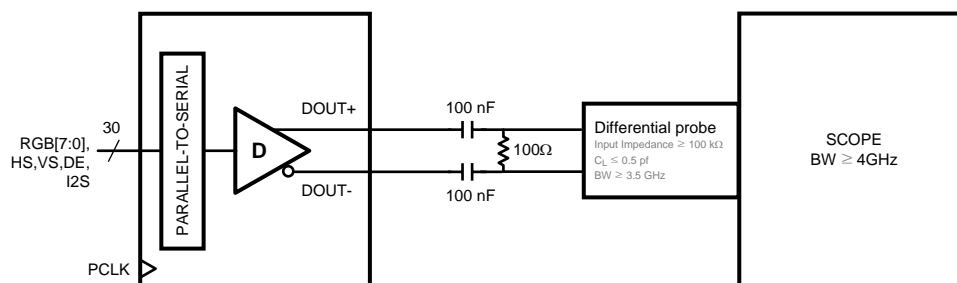 30
RGB[7:0],
HS,VS,DE,
I2S
PCLK
PARALLEL-TO-SERIAL
D
DOUT+
DOUT-
100 nF
100Ω
100 nF
Differential probe
Input Impedance ≥ 100 kΩ
CL ≤ 0.5 pf
BW ≥ 3.5 GHz
SCOPE
BW ≥ 4GHz